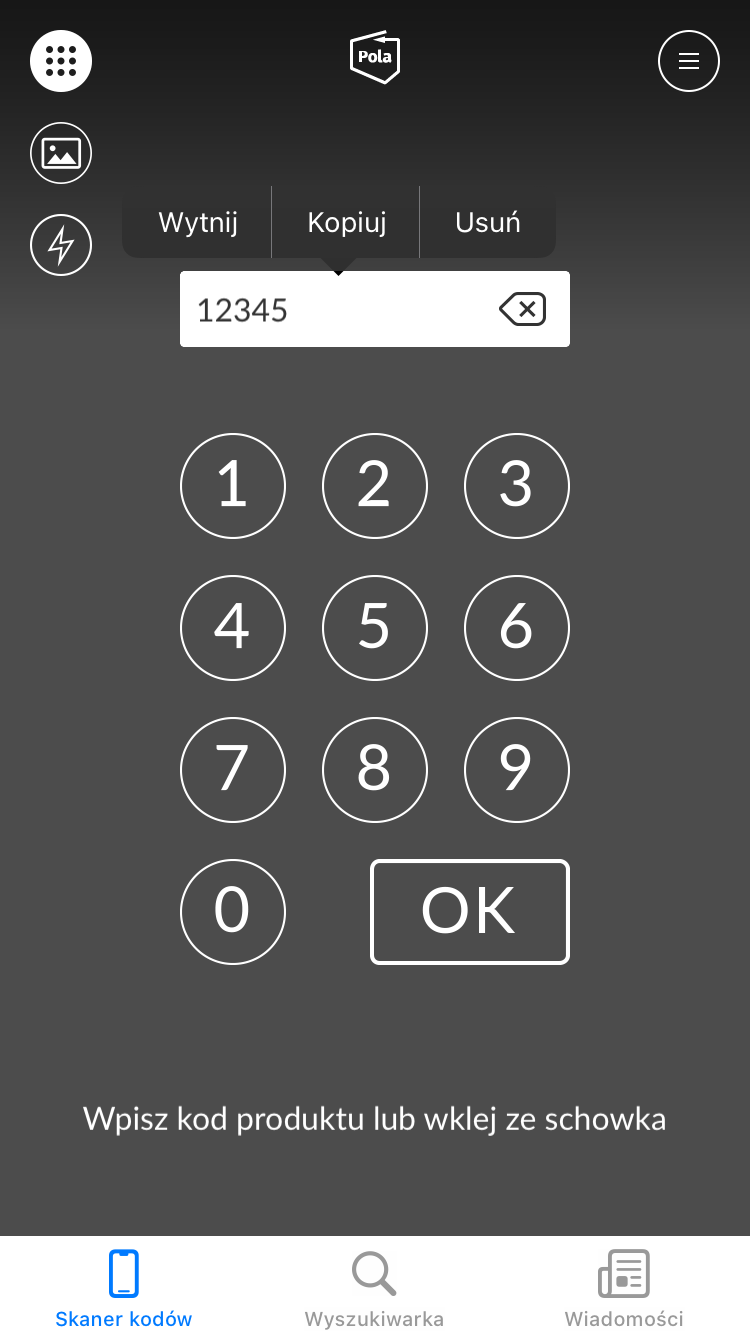 Pola
Wytnij Kopiuj Usuń
12345
1 2 3
4 5 6
7 8 9
0 OK
Wpisz kod produktu lub wklej ze schowka
Skaner kodów Wyszukiwarka Wiadomości